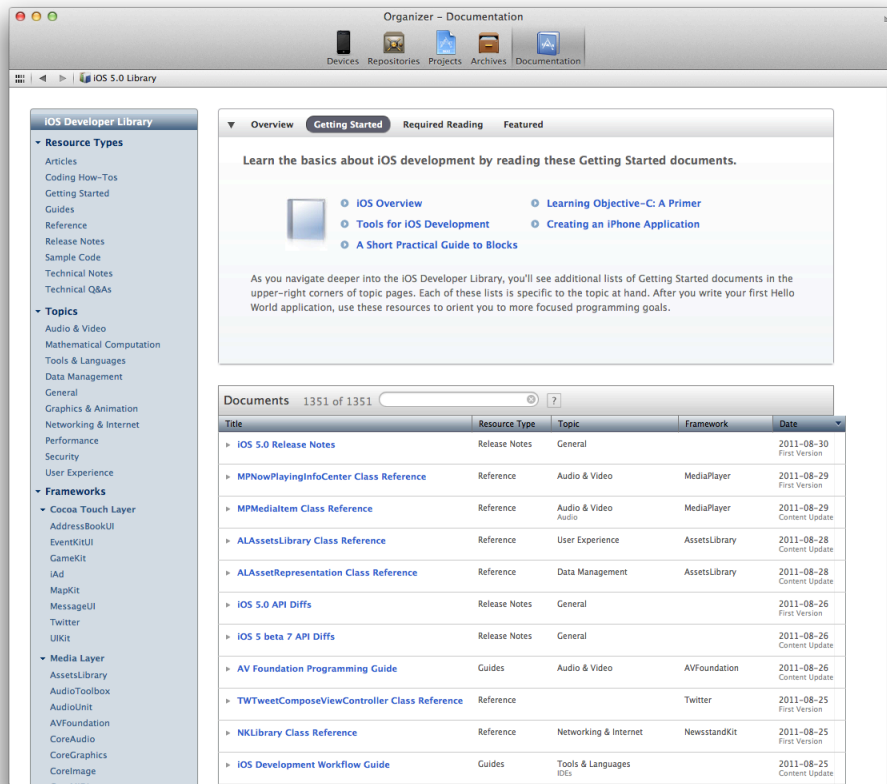 Organizer – Documentation
Devices Repositories Projects Archives Documentation
iOS 5.0 Library
iOS Developer Library
Resource Types
Articles
Coding How-Tos
Getting Started
Guides
Reference
Release Notes
Sample Code
Technical Notes
Technical Q&As
Topics
Audio & Video
Mathematical Computation
Tools & Languages
Data Management
General
Graphics & Animation
Networking & Internet
Performance
Security
User Experience
Frameworks
Cocoa Touch Layer
AddressBookUI
EventKitUI
GameKit
iAd
MapKit
MessageUI
Twitter
UIKit
Media Layer
AssetsLibrary
AudioToolbox
AudioUnit
AVFoundation
CoreAudio
CoreGraphics
CoreImage
Overview Getting Started Required Reading Featured
Learn the basics about iOS development by reading these Getting Started documents.
iOS Overview Learning Objective-C: A Primer
Tools for iOS Development Creating an iPhone Application
A Short Practical Guide to Blocks
As you navigate deeper into the iOS Developer Library, you'll see additional lists of Getting Started documents in the
upper-right corners of topic pages. Each of these lists is specific to the topic at hand. After you write your first Hello
World application, use these resources to orient you to more focused programming goals.
Documents 1351 of 1351 ?
Title Resource Type Topic Framework Date
iOS 5.0 Release Notes Release Notes General 2011-08-30
First Version
MPNowPlayingInfoCenter Class Reference Reference Audio & Video MediaPlayer 2011-08-29
First Version
MPMediaItem Class Reference Reference Audio & Video MediaPlayer 2011-08-29
Audio Content Update
ALAssetsLibrary Class Reference Reference User Experience AssetsLibrary 2011-08-28
Content Update
ALAssetRepresentation Class Reference Reference Data Management AssetsLibrary 2011-08-28
Content Update
iOS 5.0 API Diffs Release Notes General 2011-08-26
First Version
iOS 5 beta 7 API Diffs Release Notes General 2011-08-26
Content Update
AV Foundation Programming Guide Guides Audio & Video AVFoundation 2011-08-26
Content Update
TWTweetComposeViewController Class Reference Reference Twitter 2011-08-25
First Version
NKLibrary Class Reference Reference Networking & Internet NewsstandKit 2011-08-25
First Version
iOS Development Workflow Guide Guides Tools & Languages 2011-08-25
IDEs Content Update